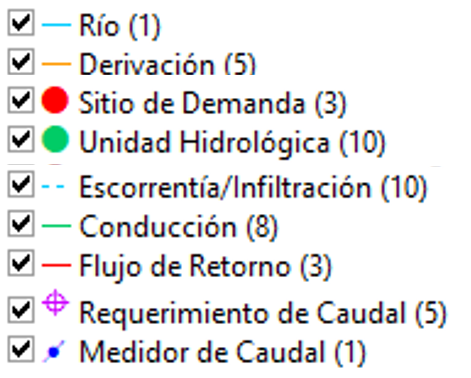 Río (1)
Derivación (5)
Sitio de Demanda (3)
Unidad Hidrológica (10)
Escorrentía/Infiltración (10)
Conducción (8)
Flujo de Retorno (3)
Requerimiento de Caudal (5)
Medidor de Caudal (1)